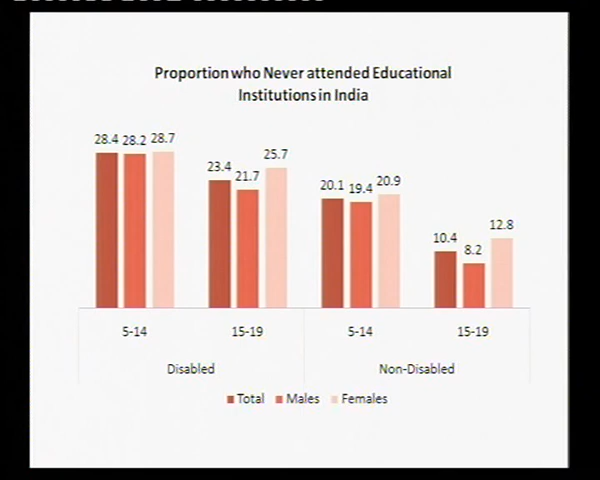 Proportion who Never attended Educational
Institutions in India
28.4 28.2 28.7
23.4 21.7 25.7
20.1 19.4 20.9
10.4 8.2 12.8
5-14 15-19 5-14 15-19
Disabled Non-Disabled
Total Males Females